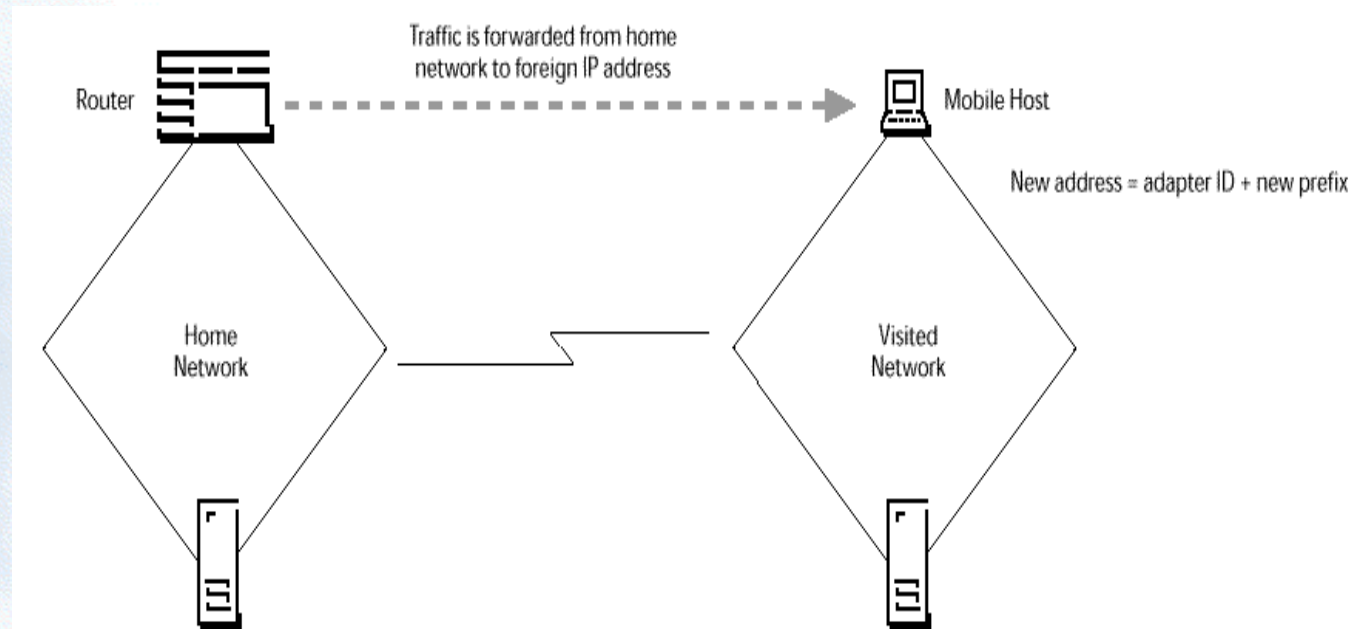 Traffic is forwarded from home
network to foreign IP address
Router
Mobile Host
New address = adapter ID + new prefix
Home
Network
Visited
Network